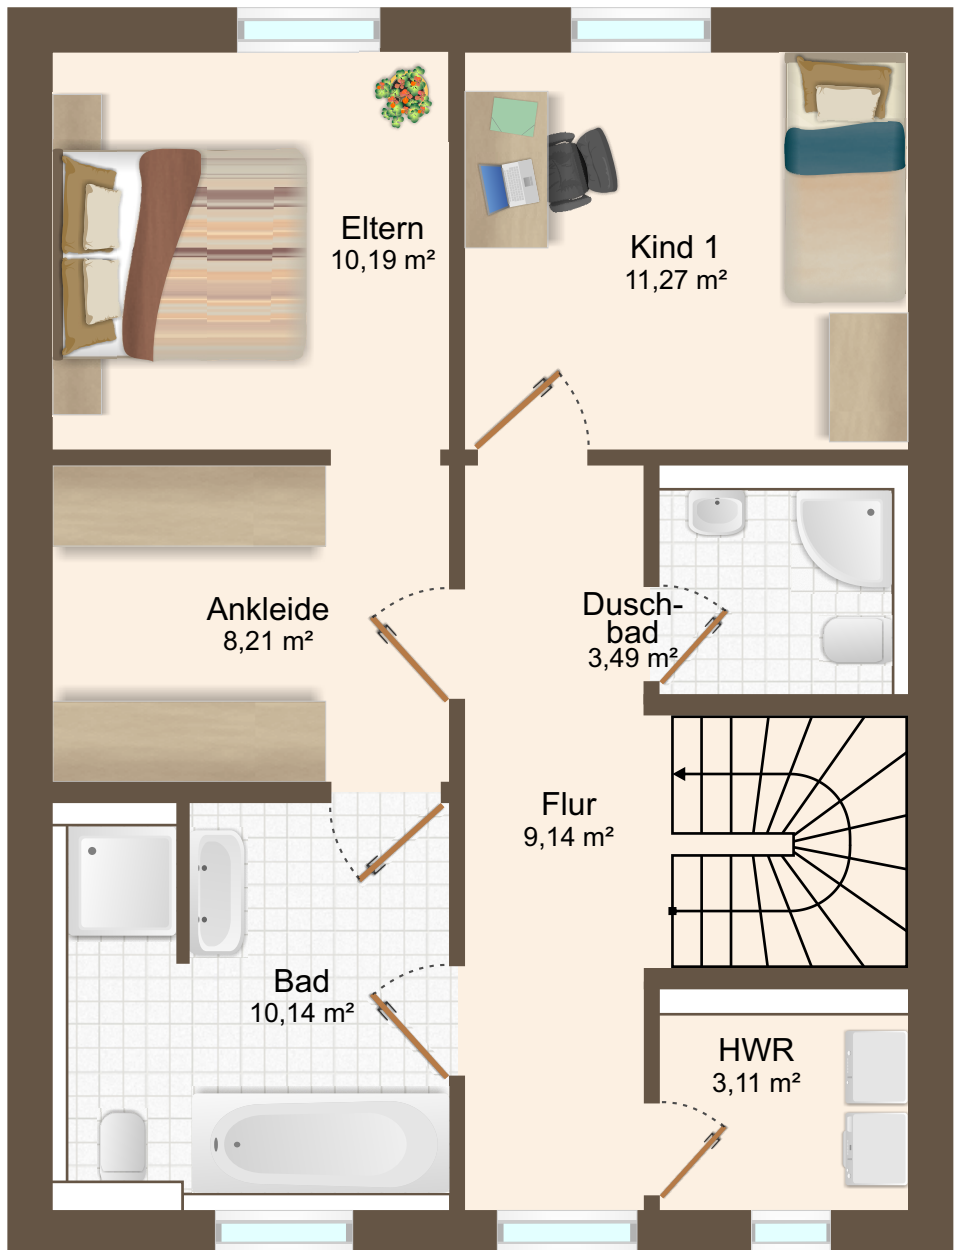 Eltern
10,19 m²
Kind 1
11,27 m²
Ankleide
8,21 m²
Dusch-
bad
3,49 m²
Flur
9,14 m²
Bad
10,14 m²
HWR
3,11 m²